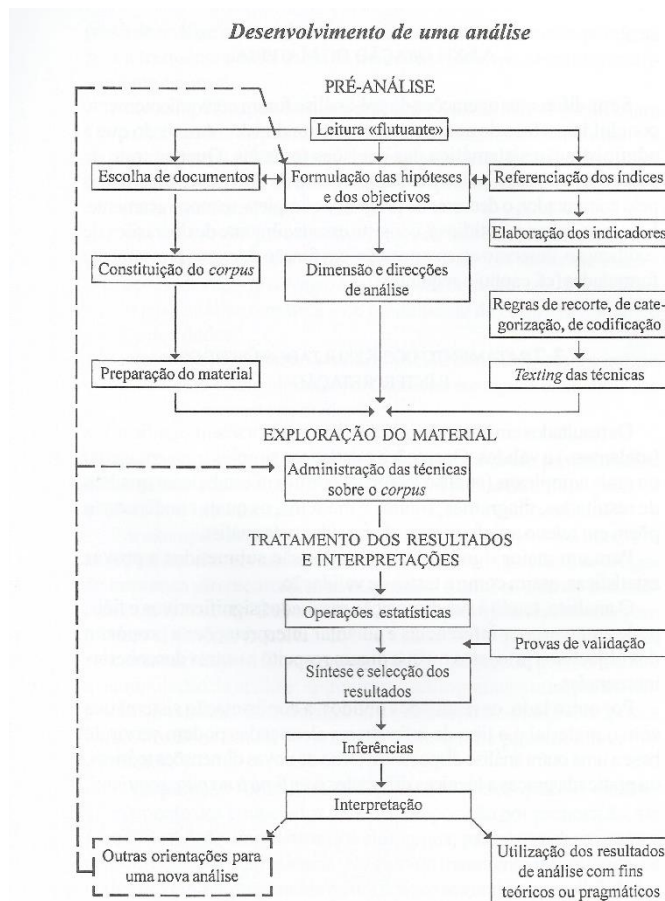 Desenvolvimento de uma análise
PRÉ-ANÁLISE
Leitura «flutuante»
Escolha de documentos
Formulação das hipóteses
e dos objectivos
Referenciação dos índices
Elaboração dos indicadores
Constituição do corpus
Dimensão e direcções
de análise
Regras de recorte, de cate-
gorização, de codificação
Preparação do material
Texting das técnicas
EXPLORAÇÃO DO MATERIAL
Administração das técnicas
sobre o corpus
TRATAMENTO DOS RESULTADOS
E INTERPRETAÇÕES
Operações estatísticas
Provas de validação
Síntese e selecção dos
resultados
Inferências
Interpretação
Outras orientações para
uma nova análise
Utilização dos resultados
de análise com fins
teóricos ou pragmáticos